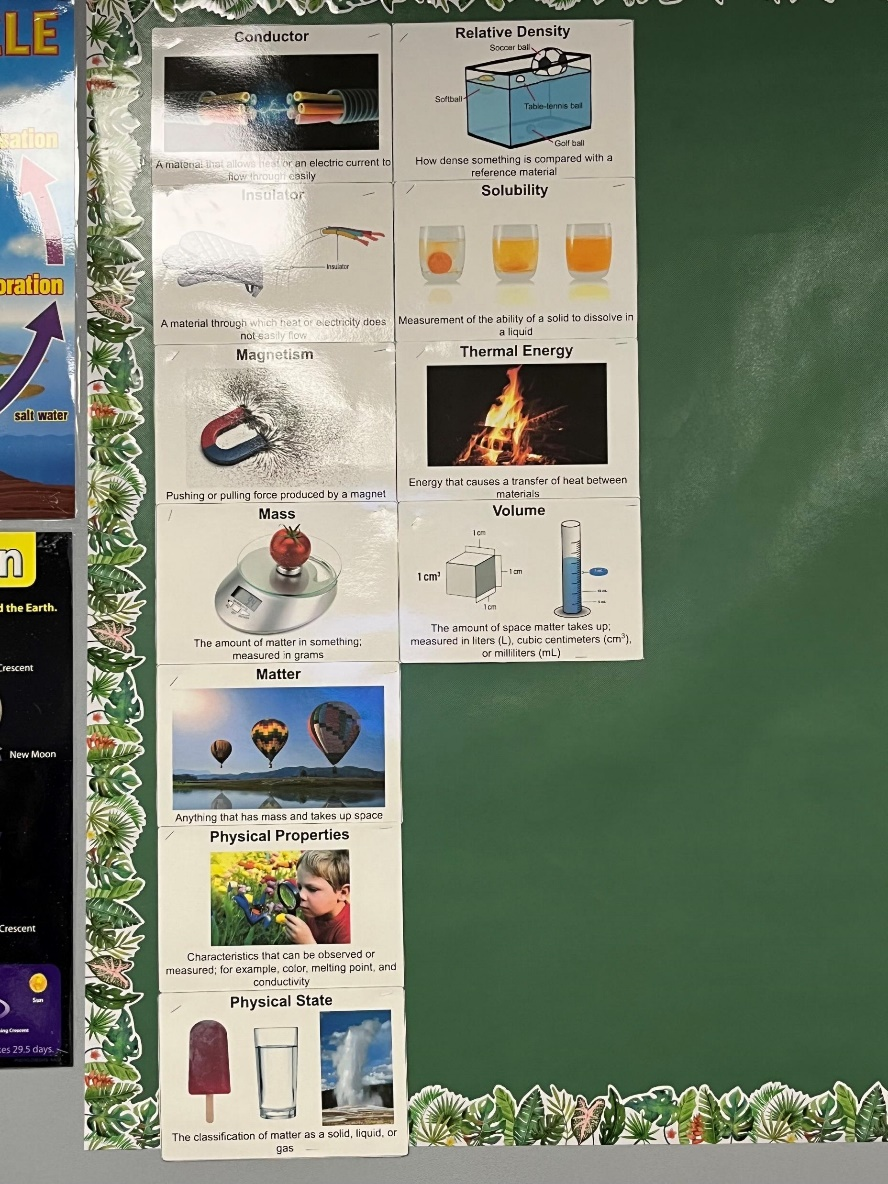 LE
sation
oration
salt water
n
d the Earth.
Crescent
New Moon
Crescent
Sun
ing Crescent
es 29.5 days.
Conductor
A material that allows heat or an electric current to
flow through easily
Insulator
Insulator
A material through which heat or electricity does
not easily flow
Magnetism
Pushing or pulling force produced by a magnet
Mass
The amount of matter in something;
measured in grams
Matter
Anything that has mass and takes up space
Physical Properties
Characteristics that can be observed or
measured; for example, color, melting point, and
conductivity
Physical State
The classification of matter as a solid, liquid, or
gas
Relative Density
Soccer ball
Softball
Table-tennis ball
Golf ball
How dense something is compared with a
reference material
Solubility
Measurement of the ability of a solid to dissolve in
a liquid
Thermal Energy
Energy that causes a transfer of heat between
materials
Volume
1 cm
1 cm³
1 cm
1 cm
The amount of space matter takes up;
measured in liters (L), cubic centimeters (cm³),
or milliliters (mL)